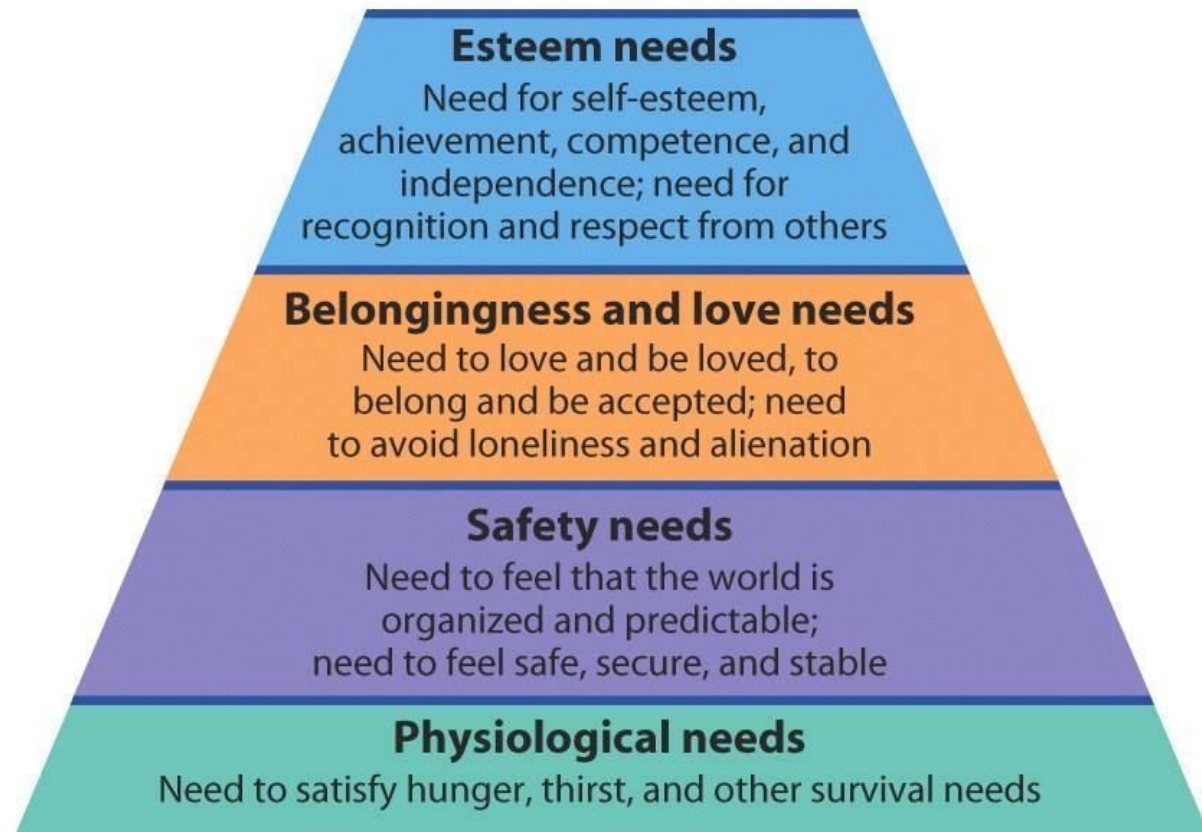 Esteem needs
Need for self-esteem,
achievement, competence, and
independence; need for
recognition and respect from others
Belongingness and love needs
Need to love and be loved, to
belong and be accepted; need
to avoid loneliness and alienation
Safety needs
Need to feel that the world is
organized and predictable;
need to feel safe, secure, and stable
Physiological needs
Need to satisfy hunger, thirst, and other survival needs